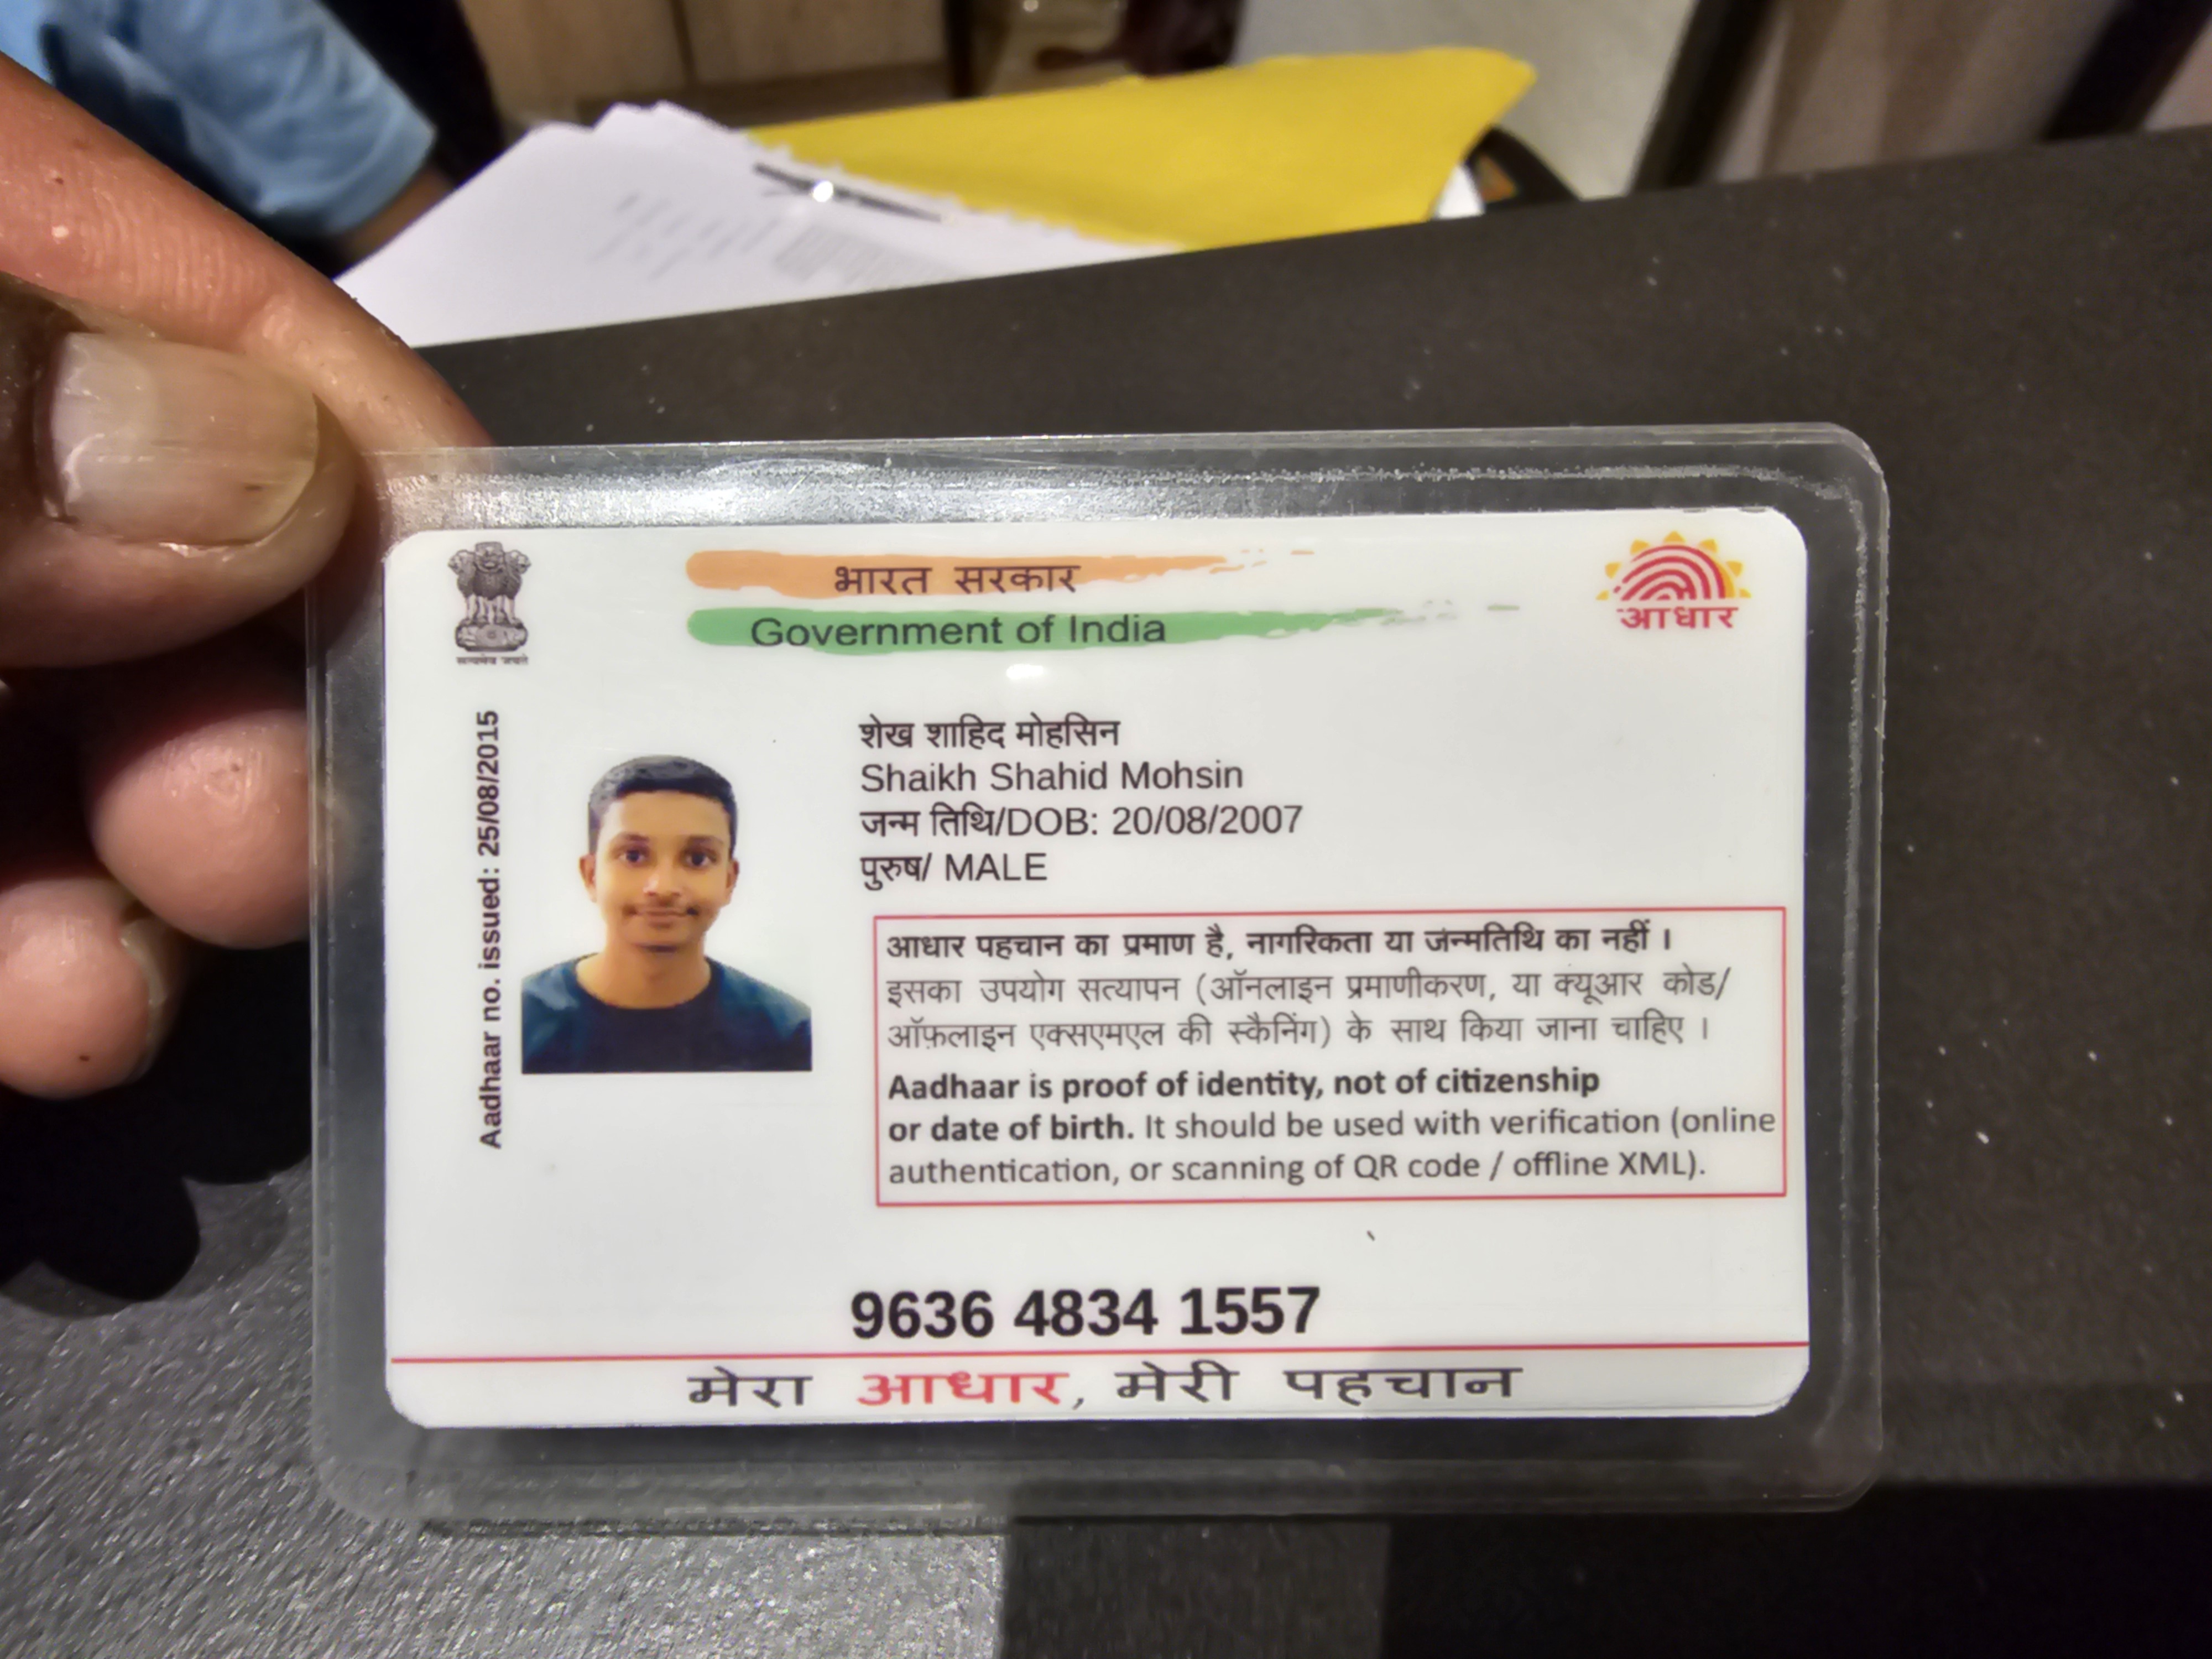 भारत सरकार
Government of India
आधार
सत्यमेव जयते
Aadhaar no. issued: 25/08/2015
शेख शाहिद मोहसिन
Shaikh Shahid Mohsin
जन्म तिथि/DOB: 20/08/2007
पुरुष/ MALE
आधार पहचान का प्रमाण है, नागरिकता या जन्मतिथि का नहीं ।
इसका उपयोग सत्यापन (ऑनलाइन प्रमाणीकरण, या क्यूआर कोड/
ऑफ़लाइन एक्सएमएल की स्कैनिंग) के साथ किया जाना चाहिए ।
Aadhaar is proof of identity, not of citizenship
or date of birth. It should be used with verification (online
authentication, or scanning of QR code / offline XML).
9636 4834 1557
मेरा आधार, मेरी पहचान